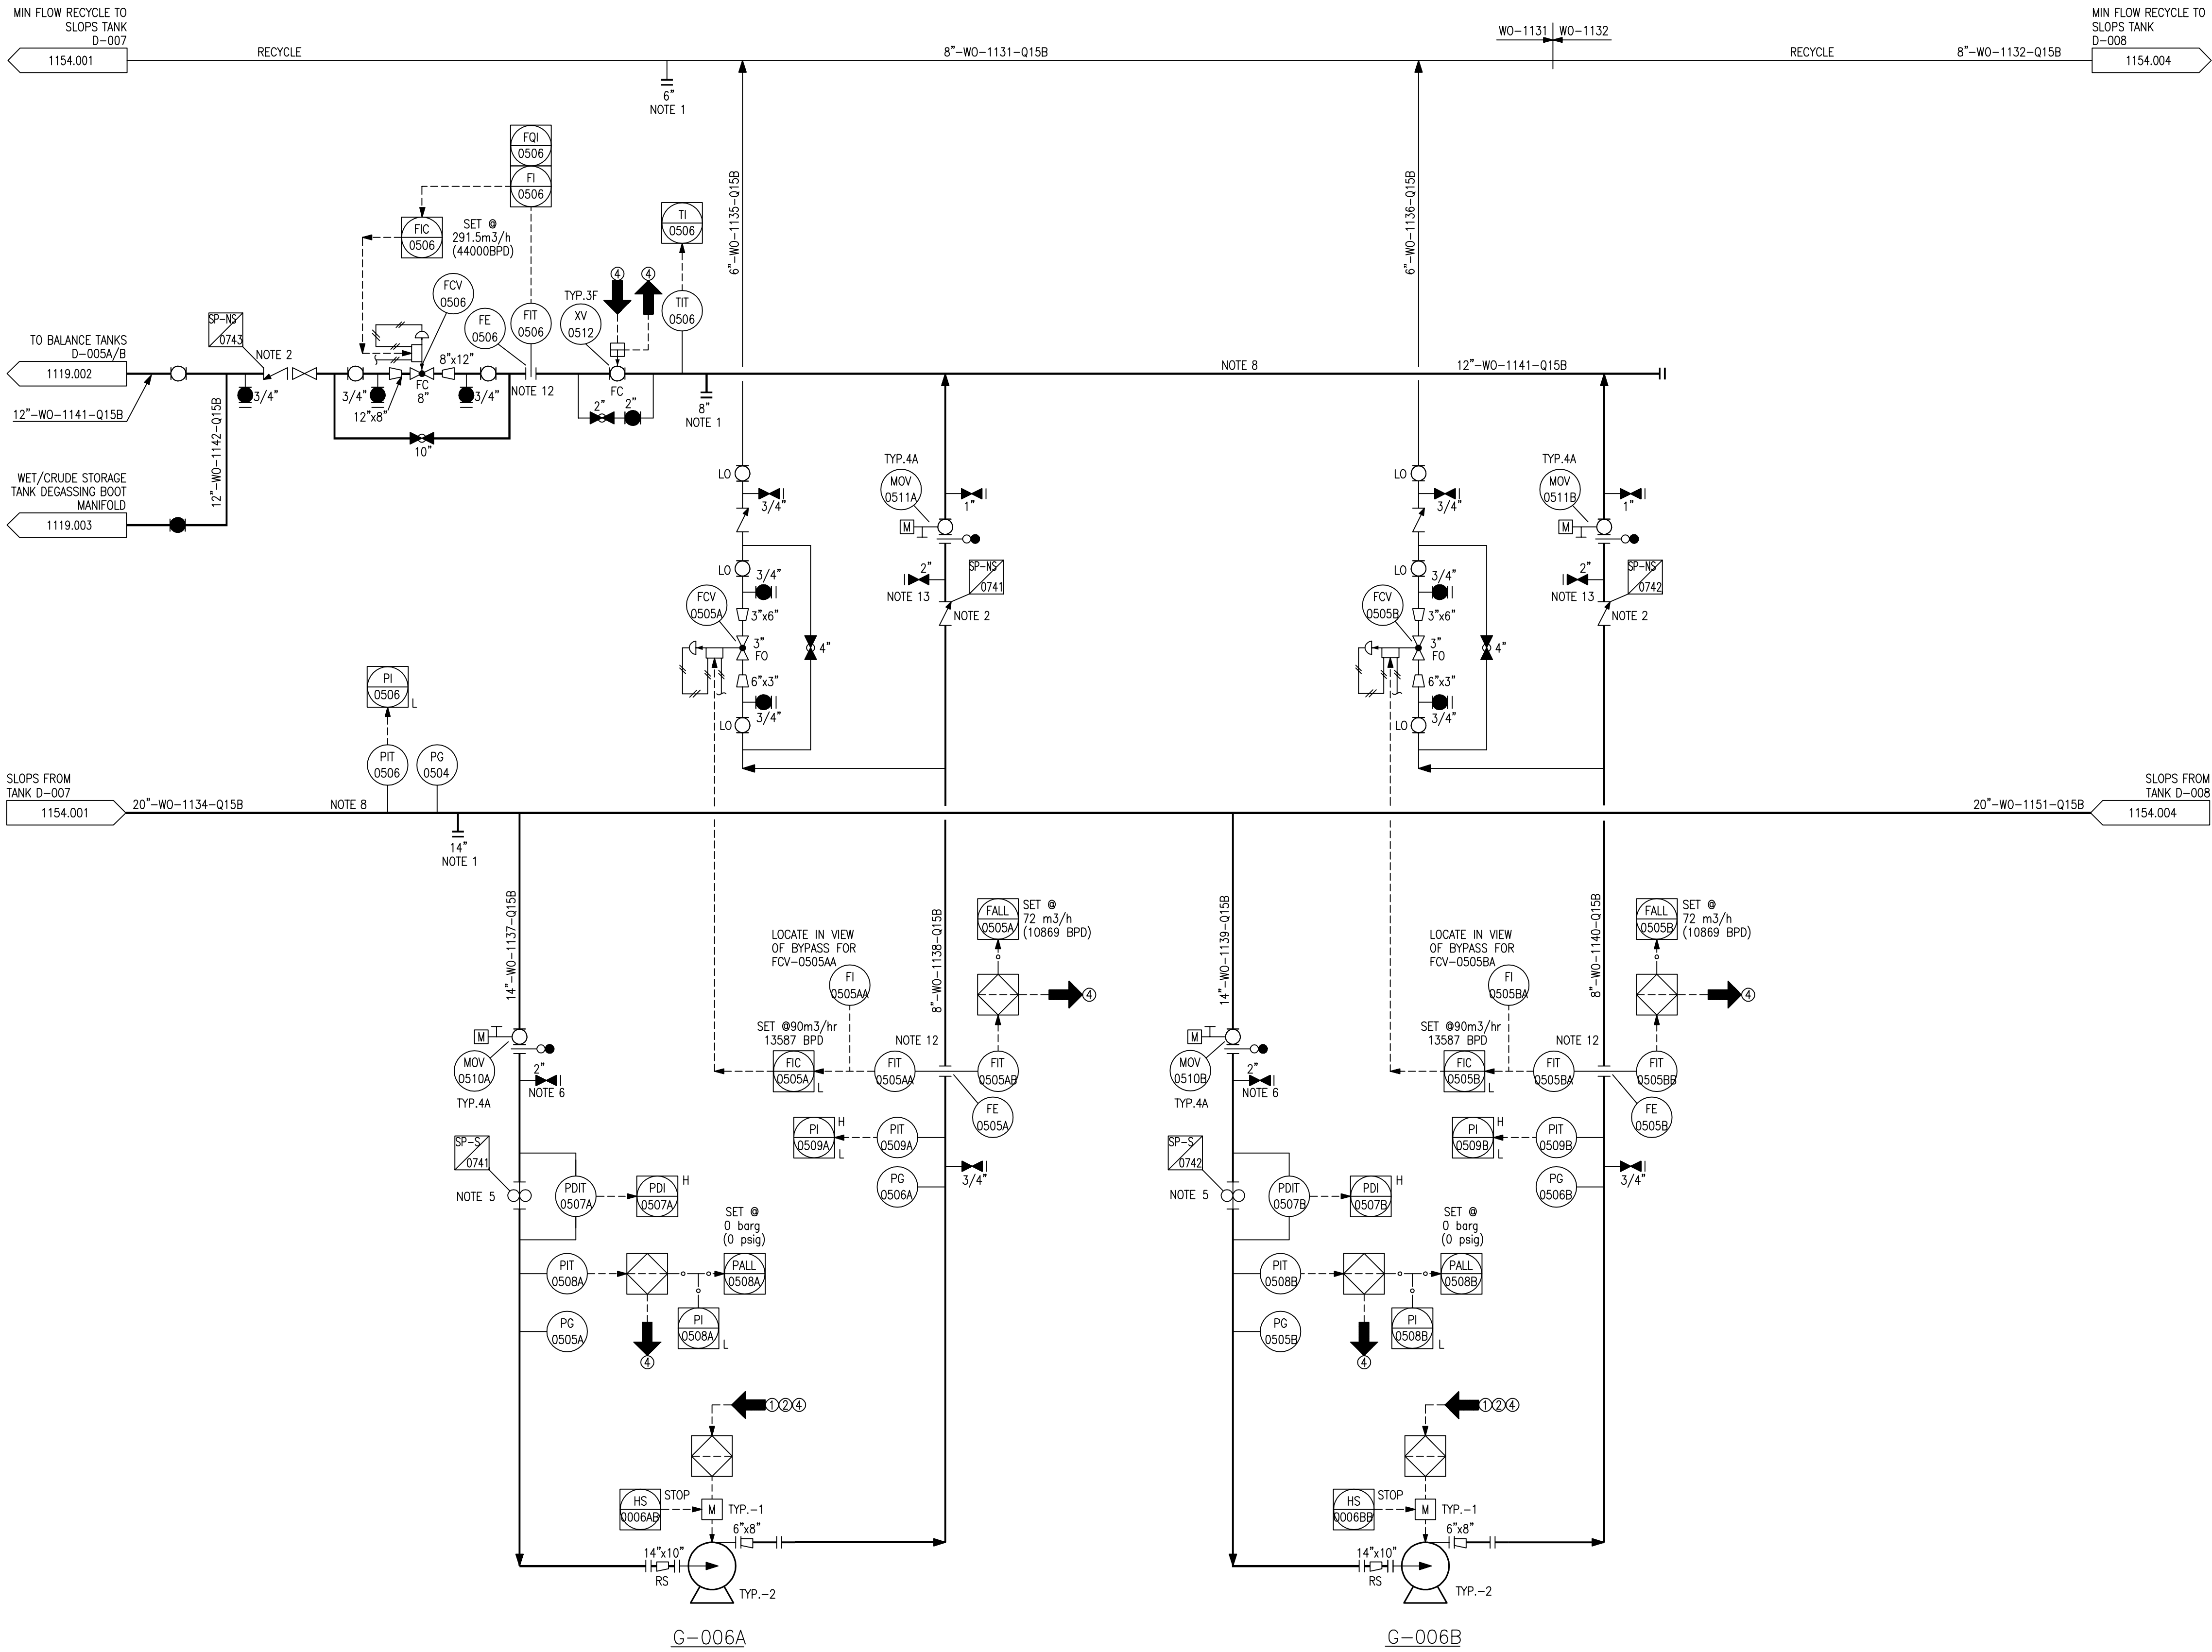 MIN FLOW RECYCLE TO
SLOPS TANK
D-007
1154.001
RECYCLE
8"-WO-1131-Q15B
WO-1131
WO-1132
RECYCLE
8"-WO-1132-Q15B
MIN FLOW RECYCLE TO
SLOPS TANK
D-008
1154.004
6"
NOTE 1
FQI
0506
FI
0506
FIC
0506
SET @
291.5m3/h
(44000BPD)
TI
0506
6"-WO-1135-Q15B
6"-WO-1136-Q15B
FCV
0506
FE
0506
FIT
0506
TYP.3F
XV
0512
4
4
TIT
0506
SP-NS
0743
NOTE 2
TO BALANCE TANKS
D-005A/B
1119.002
12"-WO-1141-Q15B
12"-WO-1142-Q15B
3/4"
3/4"
12"x8"
FC
8"
8"x12"
3/4"
NOTE 12
10"
FC
2"
2"
8"
NOTE 1
NOTE 8
12"-WO-1141-Q15B
WET/CRUDE STORAGE
TANK DEGASSING BOOT
MANIFOLD
1119.003
LO
3/4"
TYP.4A
MOV
0511A
1"
M
LO
3/4"
2"
NOTE 13
SP-NS
0741
NOTE 2
FCV
0505A
3"x6"
3"
FO
4"
6"x3"
3/4"
LO
LO
3/4"
TYP.4A
MOV
0511B
1"
M
LO
3/4"
2"
NOTE 13
SP-NS
0742
NOTE 2
FCV
0505B
3"x6"
3"
FO
4"
6"x3"
3/4"
LO
PI
0506
L
PIT
0506
PG
0504
SLOPS FROM
TANK D-007
1154.001
20"-WO-1134-Q15B
NOTE 8
14"
NOTE 1
20"-WO-1151-Q15B
SLOPS FROM
TANK D-008
1154.004
14"-WO-1137-Q15B
8"-WO-1138-Q15B
FALL
0505A
SET @
72 m3/h
(10869 BPD)
LOCATE IN VIEW
OF BYPASS FOR
FCV-0505AA
FI
0505AA
4
SET @90m3/hr
13587 BPD
NOTE 12
FIC
0505A
L
FIT
0505AA
FIT
0505AB
FE
0505A
M
MOV
0510A
TYP.4A
2"
NOTE 6
PI
0509A
H
L
PIT
0509A
PG
0506A
3/4"
SP-S
0741
NOTE 5
PDIT
0507A
PDI
0507A
H
SET @
0 barg
(0 psig)
PIT
0508A
PALL
0508A
PG
0505A
PI
0508A
L
4
1
2
4
HS
0006AB
STOP
M
TYP.-1
6"x8"
14"x10"
RS
TYP.-2
G-006A
14"-WO-1139-Q15B
8"-WO-1140-Q15B
FALL
0505B
SET @
72 m3/h
(10869 BPD)
LOCATE IN VIEW
OF BYPASS FOR
FCV-0505BA
FI
0505BA
4
SET @90m3/hr
13587 BPD
NOTE 12
FIC
0505B
L
FIT
0505BA
FIT
0505BB
FE
0505B
M
MOV
0510B
TYP.4A
2"
NOTE 6
PI
0509B
H
L
PIT
0509B
PG
0506B
3/4"
SP-S
0742
NOTE 5
PDIT
0507B
PDI
0507B
H
SET @
0 barg
(0 psig)
PIT
0508B
PALL
0508B
PG
0505B
PI
0508B
L
4
1
2
4
HS
0006BB
STOP
M
TYP.-1
6"x8"
14"x10"
RS
TYP.-2
G-006B